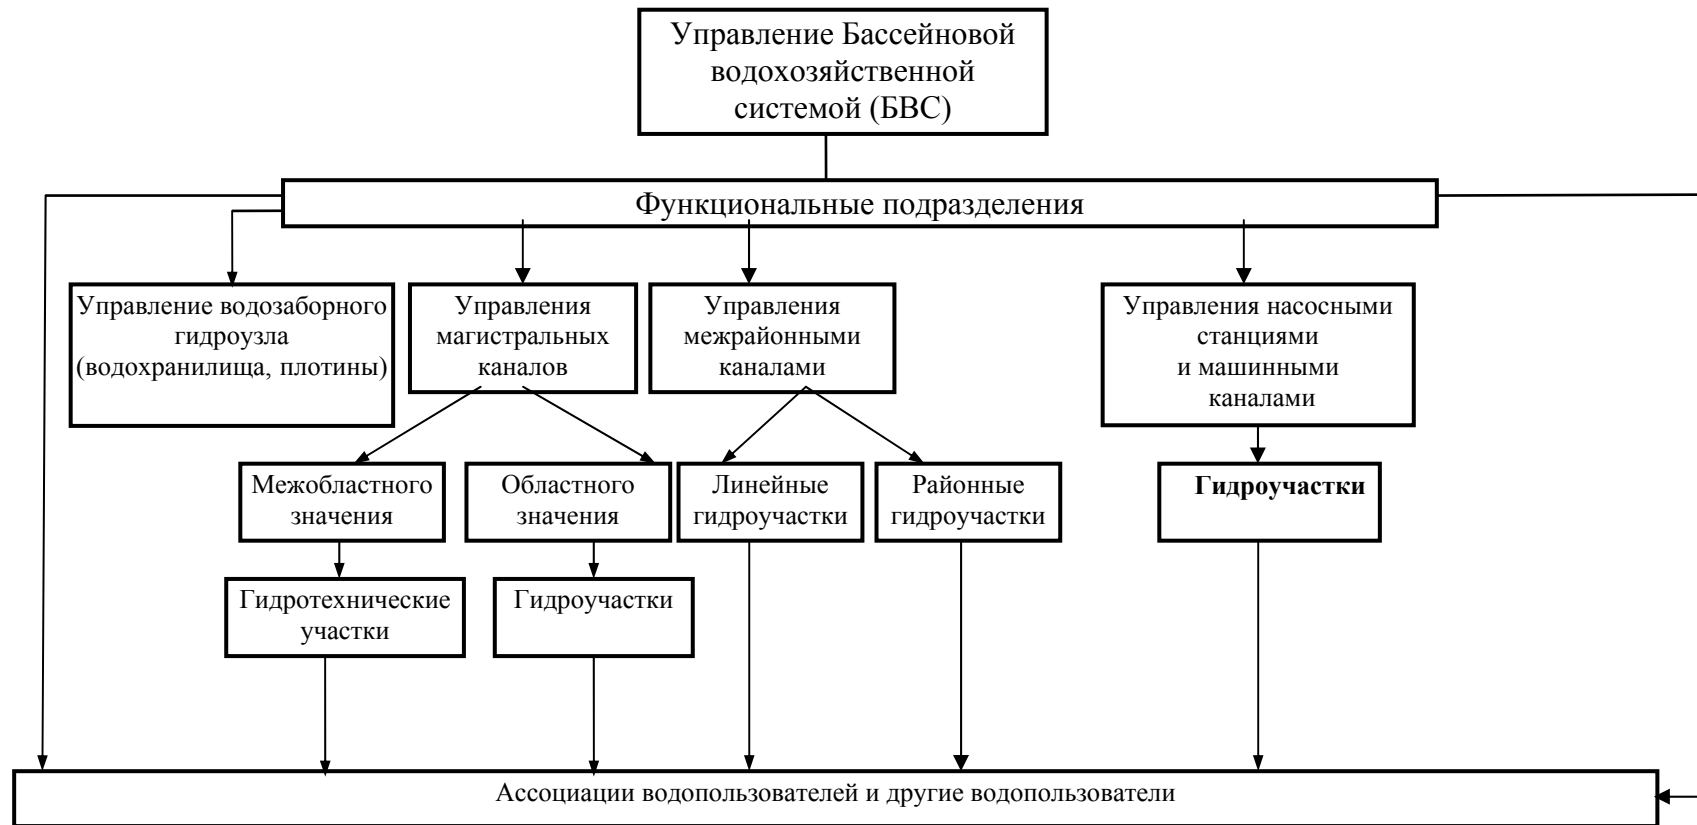 Управление Бассейновой
водохозяйственной
системой (БВС)
Функциональные подразделения
Управление водозаборного
гидроузла
(водохранилища, плотины)
Управления
магистральных
каналов
Управления
межрайонными
каналами
Управления насосными
станциями
и машинными
каналами
Межобластного
значения
Областного
значения
Линейные
гидроучастки
Районные
гидроучастки
Гидроучастки
Гидротехнические
участки
Гидроучастки
Ассоциации водопользователей и другие водопользователи